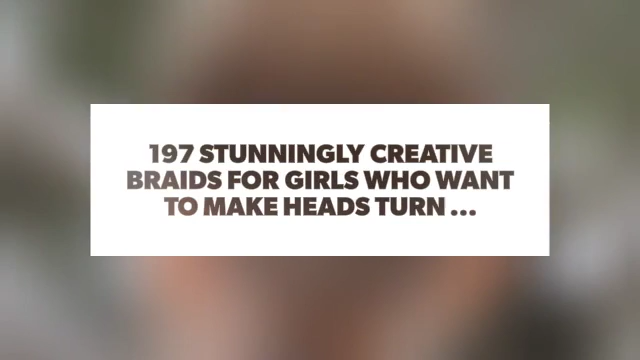 197 STUNNINGLY CREATIVE
BRAIDS FOR GIRLS WHO WANT
TO MAKE HEADS TURN ...